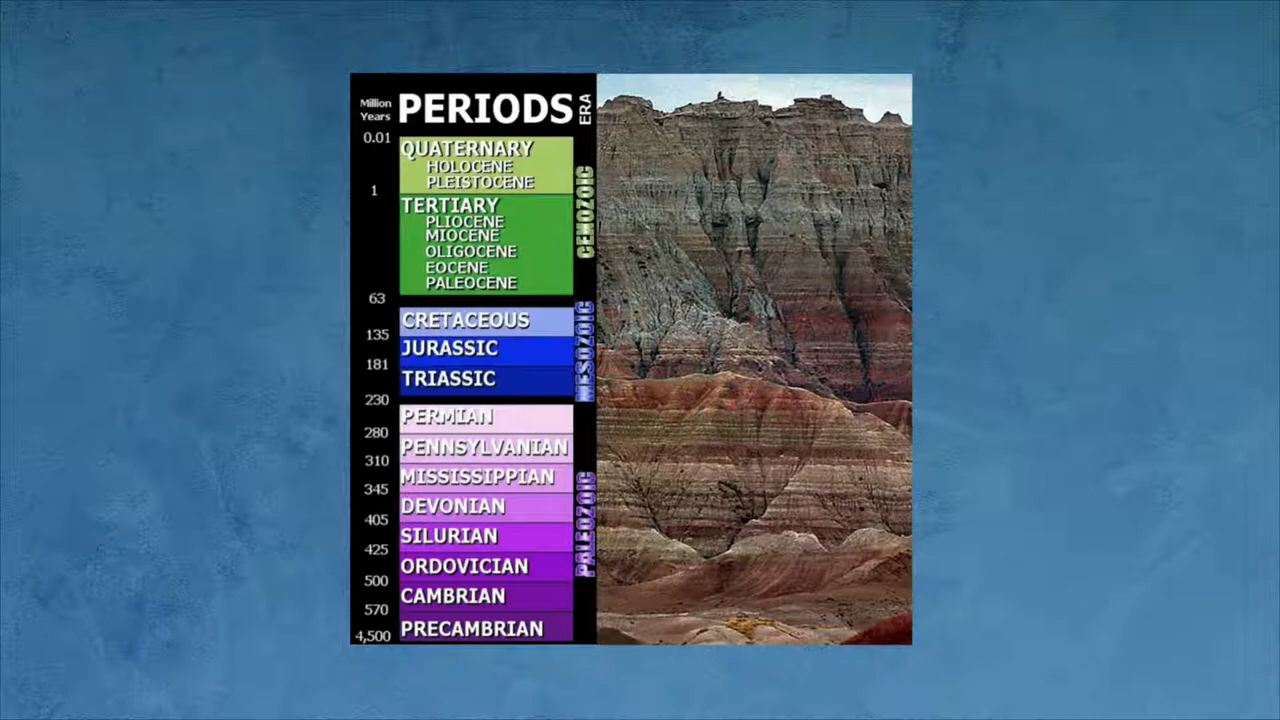 Million
Years
PERIODS
ERA
0.01
QUATERNARY
HOLOCENE
PLEISTOCENE
1
TERTIARY
PLIOCENE
MIOCENE
OLIGOCENE
EOCENE
PALEOCENE
CENOZOIC
63
CRETACEOUS
135
JURASSIC
181
TRIASSIC
MESOZOIC
230
PERMIAN
280
PENNSYLVANIAN
310
MISSISSIPPIAN
345
DEVONIAN
405
SILURIAN
425
ORDOVICIAN
500
CAMBRIAN
570
PRECAMBRIAN
4,500
PALEOZOIC